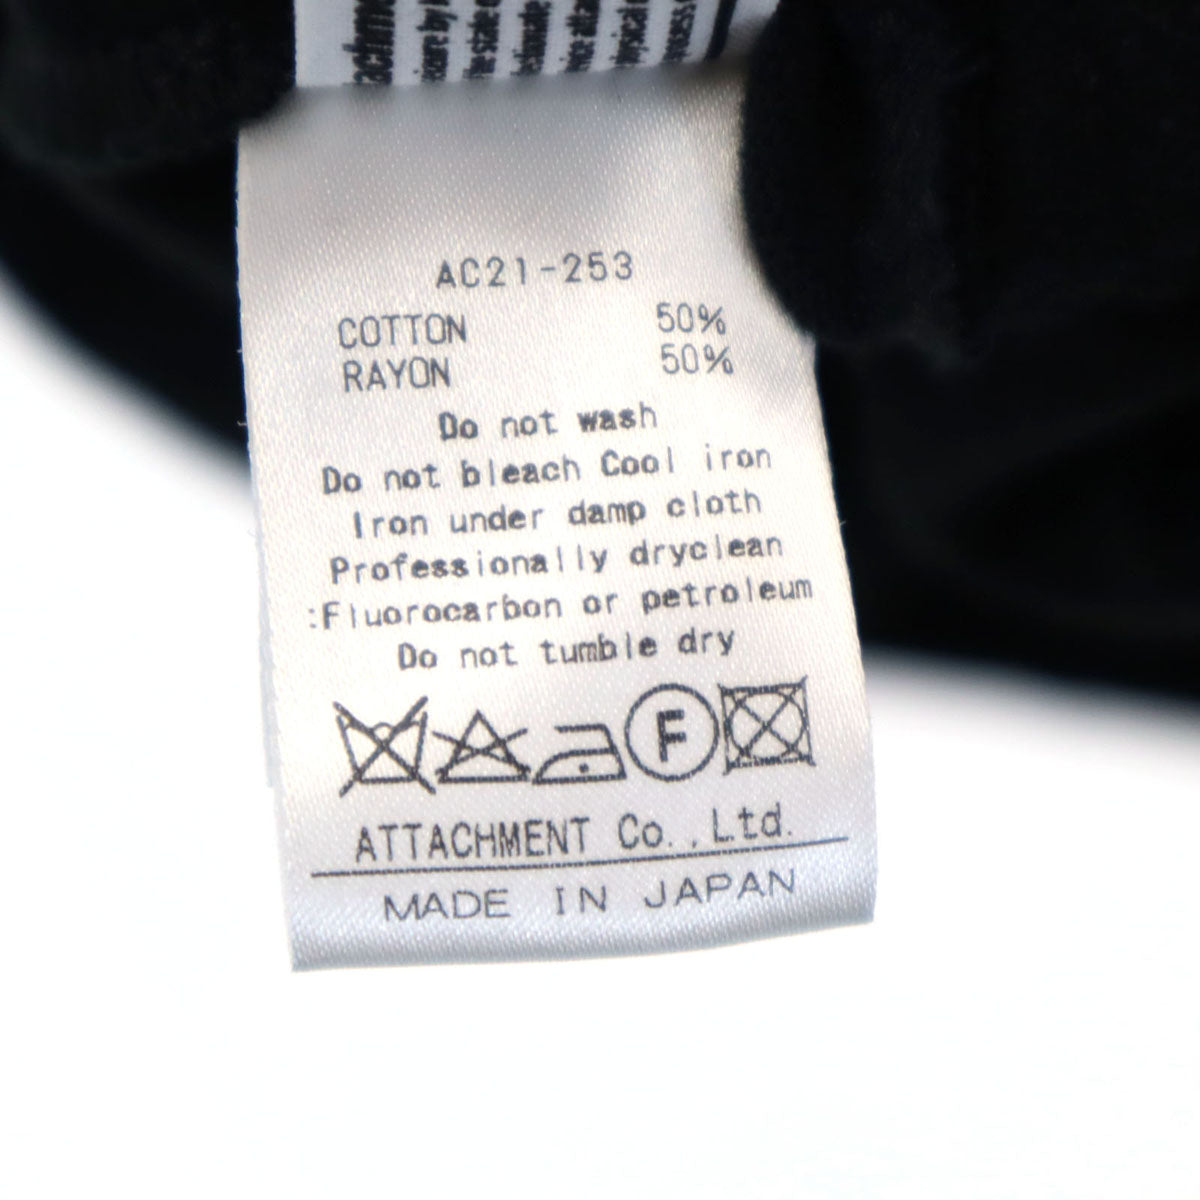 AC21-253
COTTON 50%
RAYON 50%
Do not wash
Do not bleach Cool iron
Iron under damp cloth
Professionally dryclean
:Fluorocarbon or petroleum
Do not tumble dry
F
ATTACHMENT Co.,Ltd.
MADE IN JAPAN